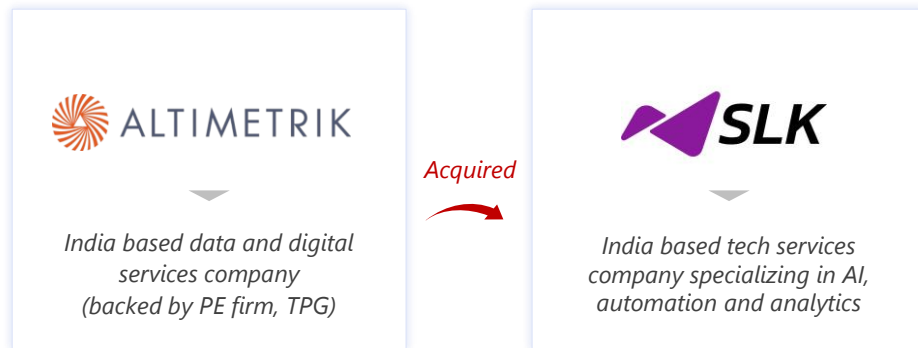 ALTIMETRIK
India based data and digital
services company
(backed by PE firm, TPG)
Acquired
SLK
India based tech services
company specializing in AI,
automation and analytics